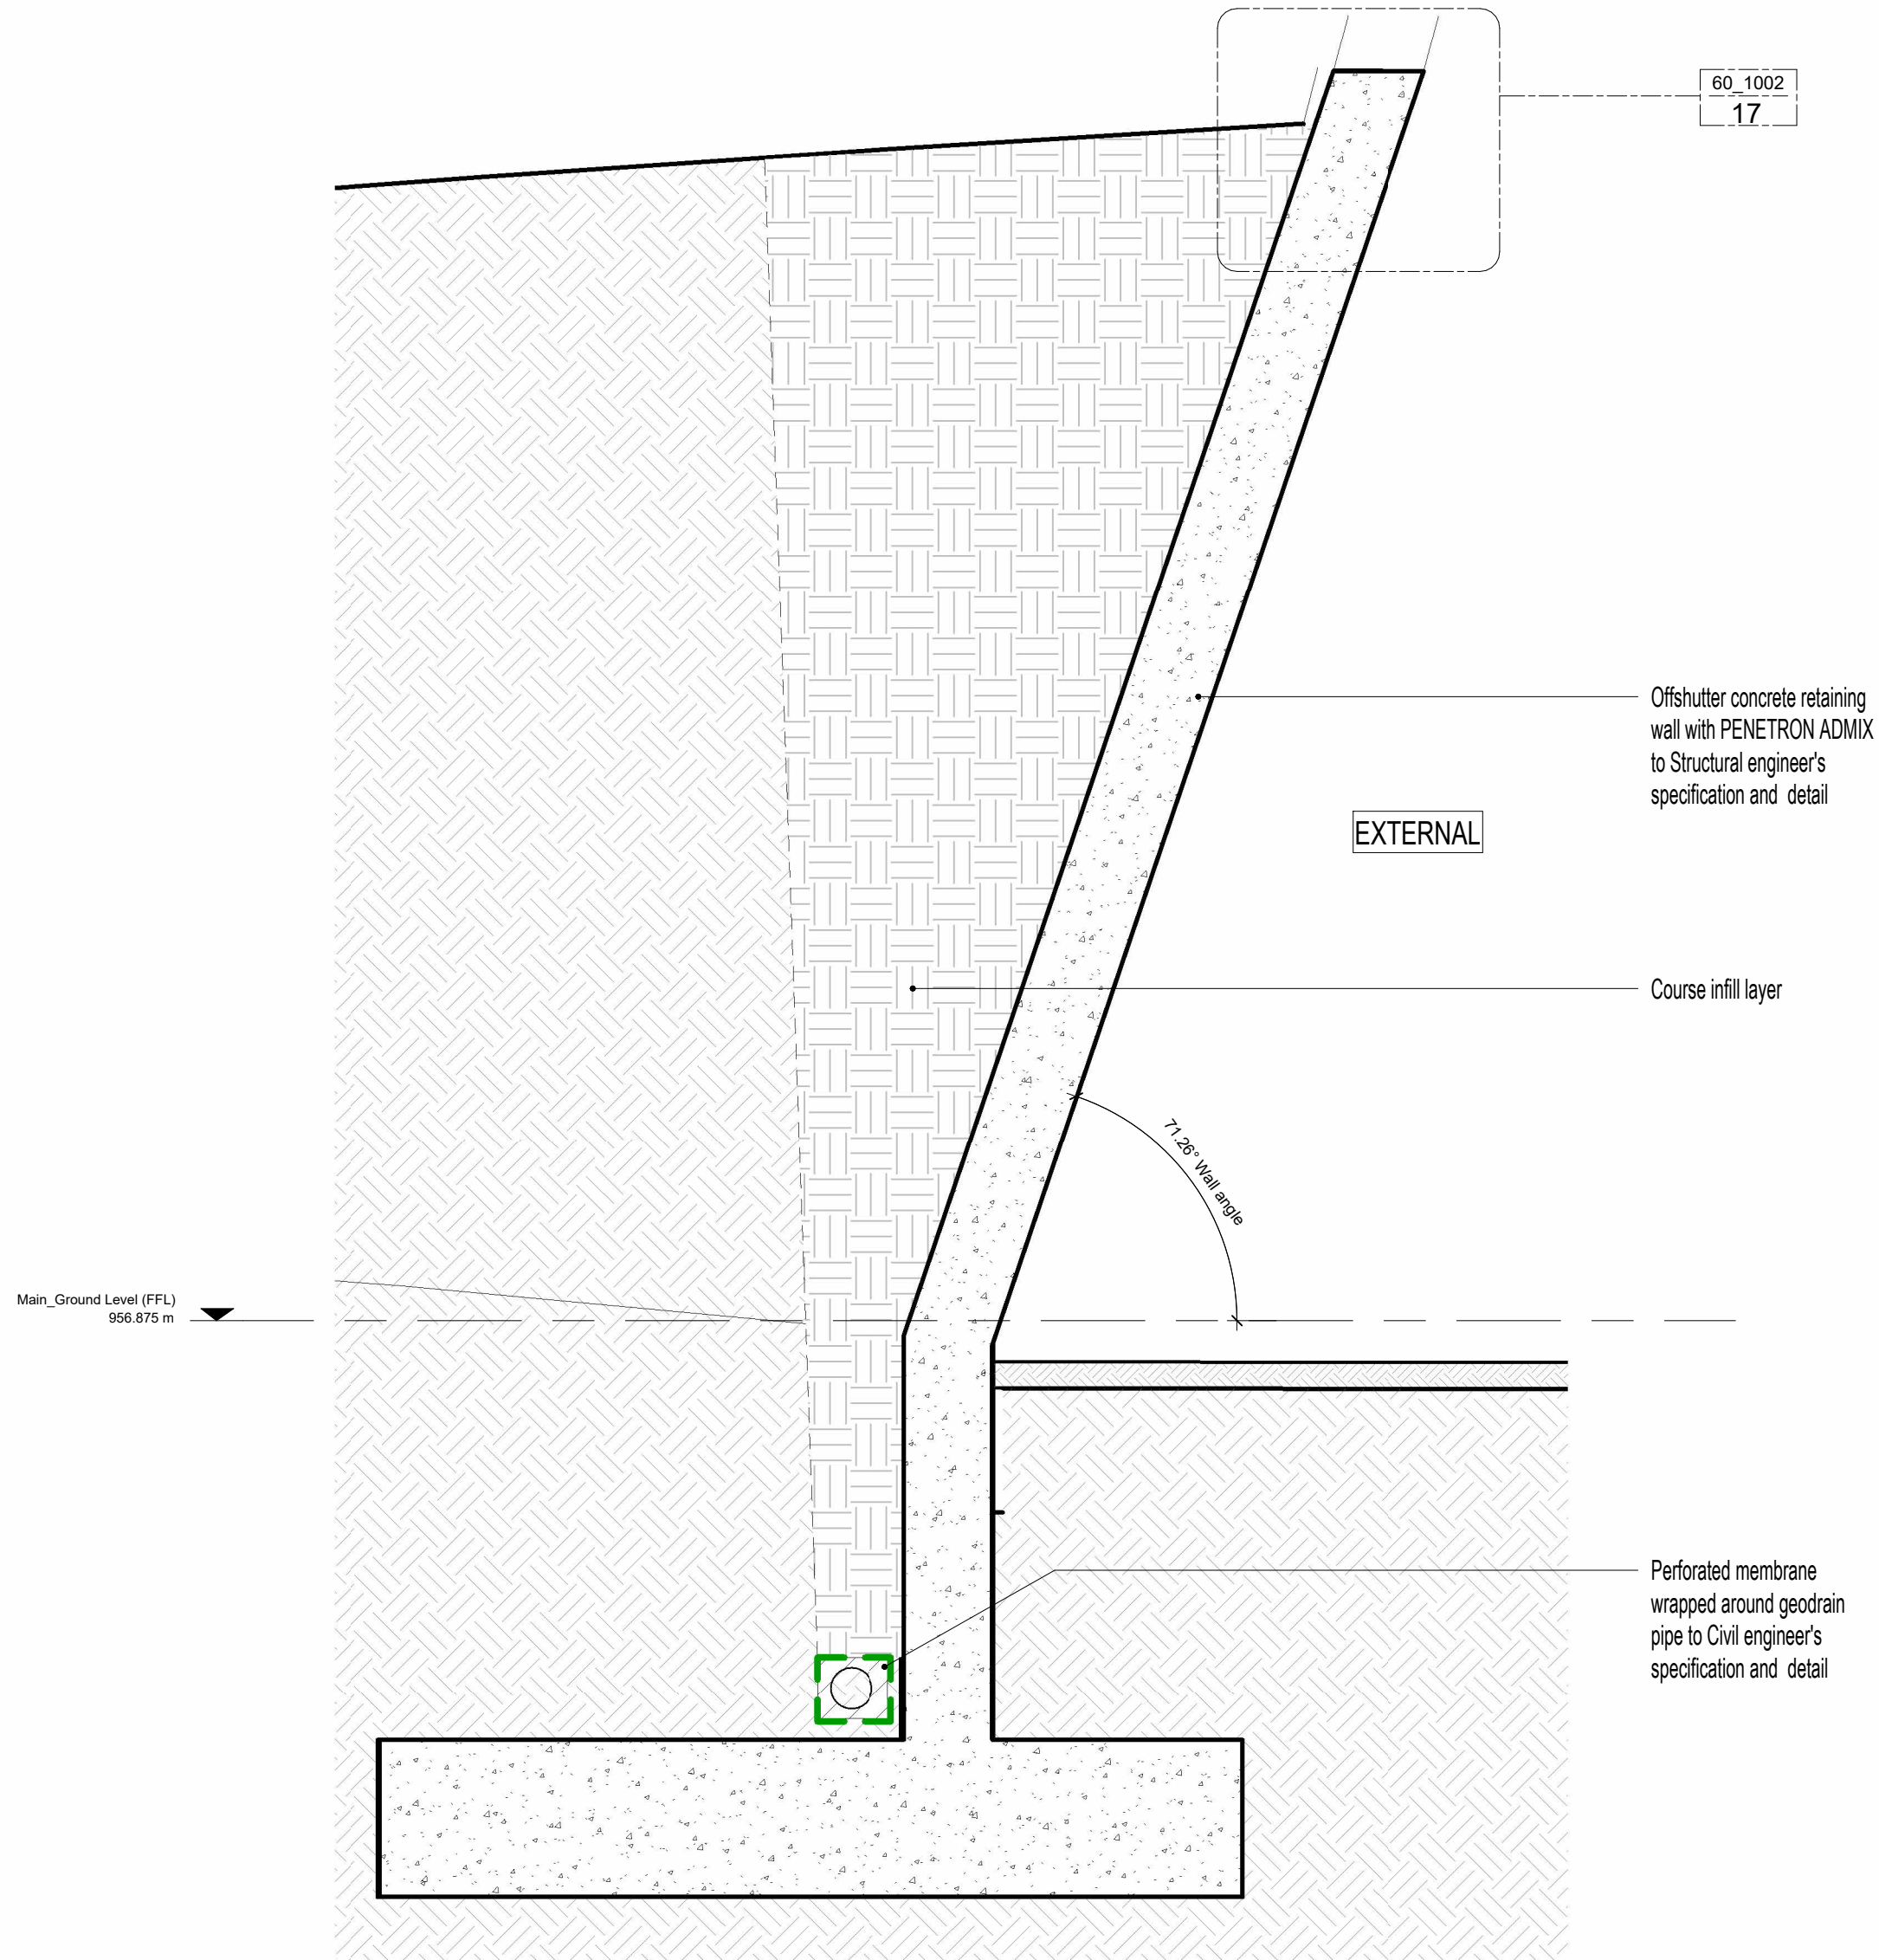 60_1002
17
Offshutter concrete retaining
wall with PENETRON ADMIX
to Structural engineer's
specification and  detail
EXTERNAL
Course infill layer
71.26° Wall angle
Main_Ground Level (FFL)
956.875 m
Perforated membrane
wrapped around geodrain
pipe to Civil engineer's
specification and  detail